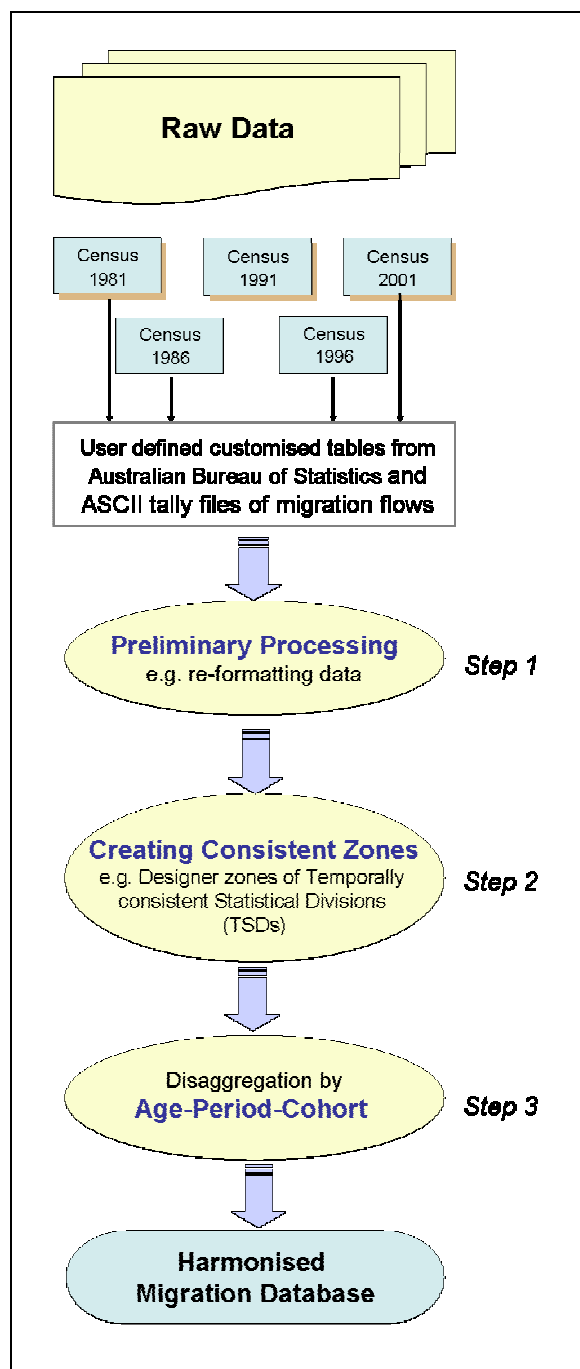 Raw Data
Census
1981
Census
1991
Census
2001
Census
1986
Census
1996
User defined customised tables from
Australian Bureau of Statistics and
ASCII tally files of migration flows
Preliminary Processing
e.g. re-formatting data
Step 1
Creating Consistent Zones
e.g. Designer zones of Temporally
consistent Statistical Divisions
(TSDs)
Step 2
Disaggregation by
Age-Period-Cohort
Step 3
Harmonised
Migration Database